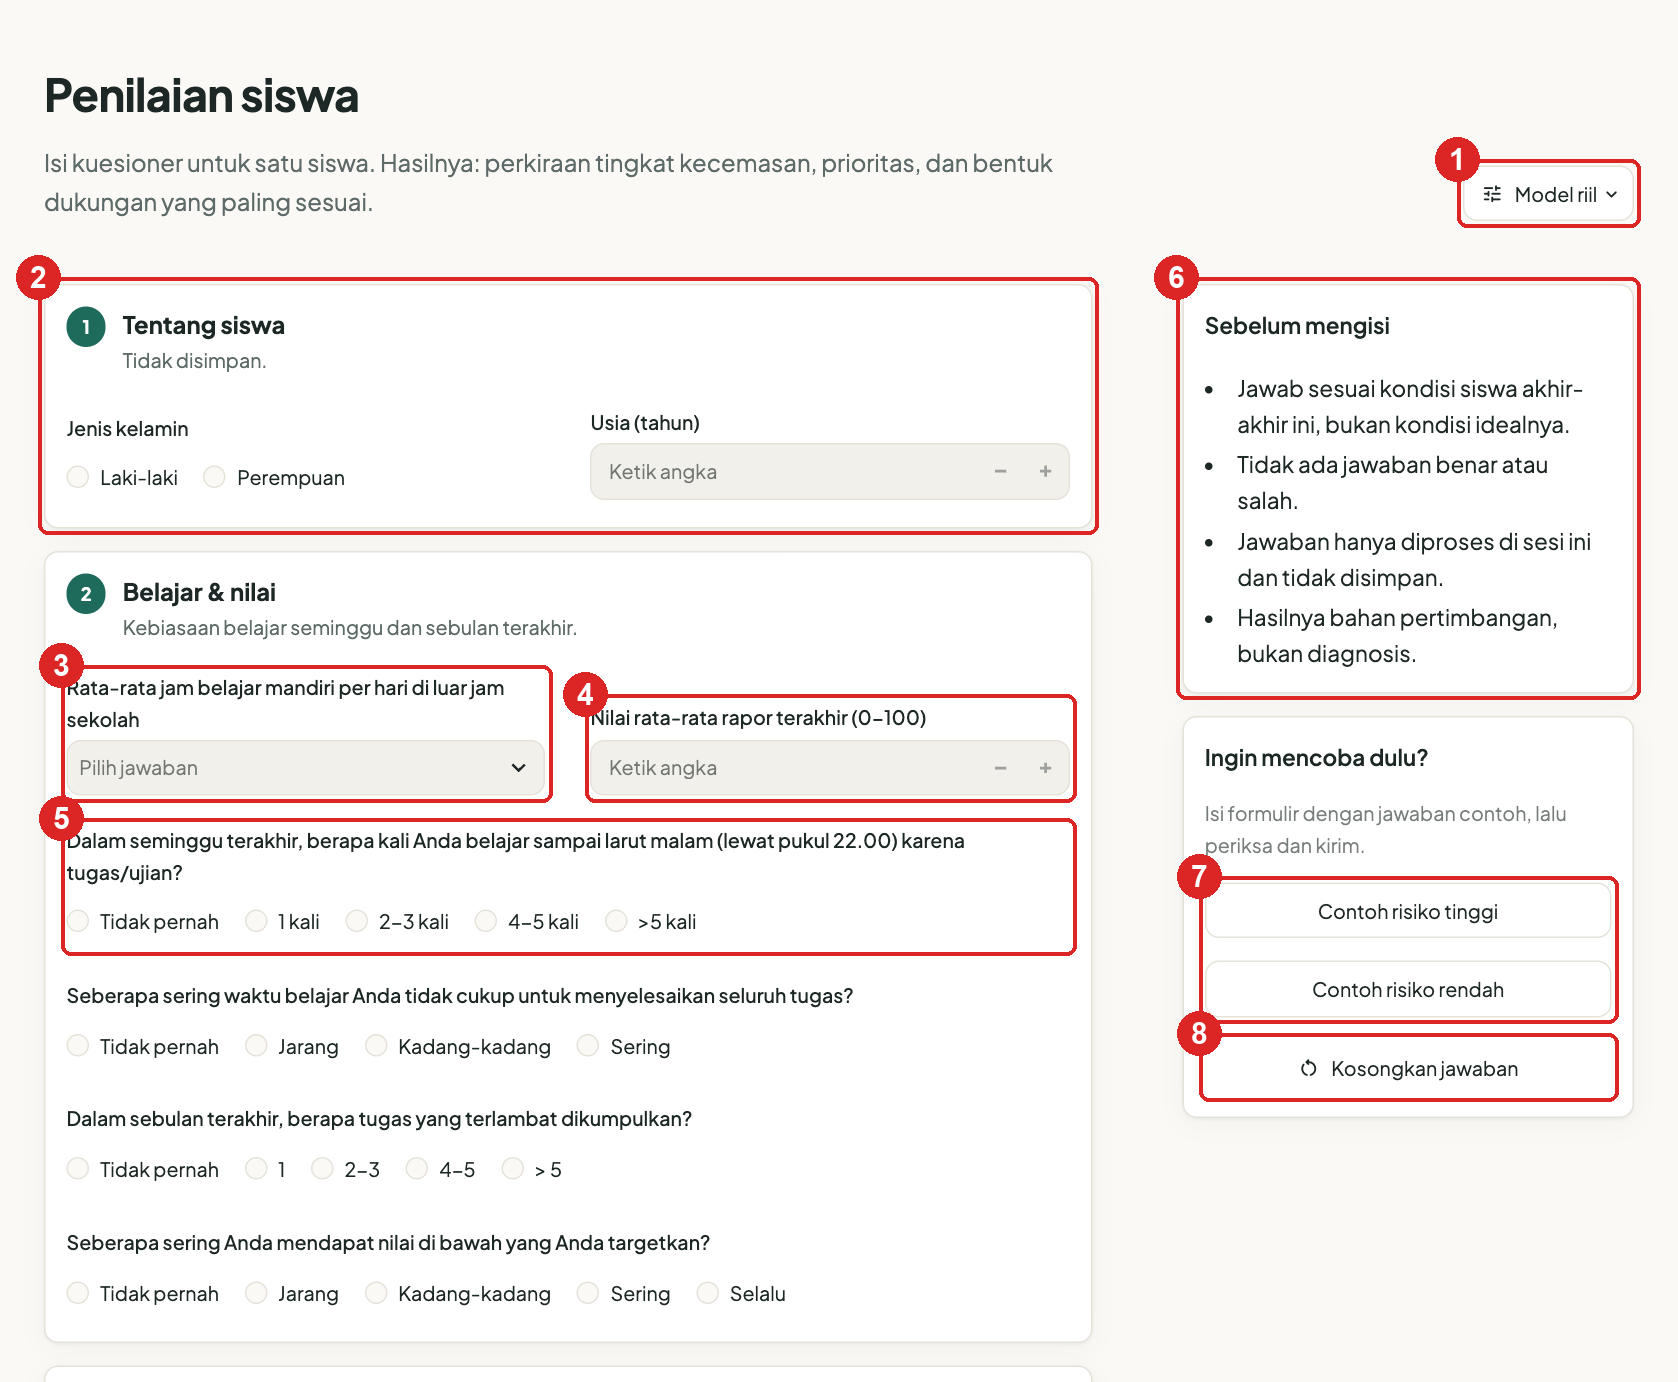 Penilaian siswa
Isi kuesioner untuk satu siswa. Hasilnya: perkiraan tingkat kecemasan, prioritas, dan bentuk
dukungan yang paling sesuai.
1
Model riil
2
1 Tentang siswa
Tidak disimpan.
Jenis kelamin
Laki-laki Perempuan
Usia (tahun)
Ketik angka − +
2 Belajar & nilai
Kebiasaan belajar seminggu dan sebulan terakhir.
3
Rata-rata jam belajar mandiri per hari di luar jam
sekolah
Pilih jawaban
4
Nilai rata-rata rapor terakhir (0–100)
Ketik angka − +
5
Dalam seminggu terakhir, berapa kali Anda belajar sampai larut malam (lewat pukul 22.00) karena
tugas/ujian?
Tidak pernah 1 kali 2–3 kali 4–5 kali >5 kali
Seberapa sering waktu belajar Anda tidak cukup untuk menyelesaikan seluruh tugas?
Tidak pernah Jarang Kadang-kadang Sering
Dalam sebulan terakhir, berapa tugas yang terlambat dikumpulkan?
Tidak pernah 1 2–3 4–5 > 5
Seberapa sering Anda mendapat nilai di bawah yang Anda targetkan?
Tidak pernah Jarang Kadang-kadang Sering Selalu
6
Sebelum mengisi
• Jawab sesuai kondisi siswa akhir-
akhir ini, bukan kondisi idealnya.
• Tidak ada jawaban benar atau
salah.
• Jawaban hanya diproses di sesi ini
dan tidak disimpan.
• Hasilnya bahan pertimbangan,
bukan diagnosis.
Ingin mencoba dulu?
Isi formulir dengan jawaban contoh, lalu
periksa dan kirim.
7
Contoh risiko tinggi
Contoh risiko rendah
8
Kosongkan jawaban